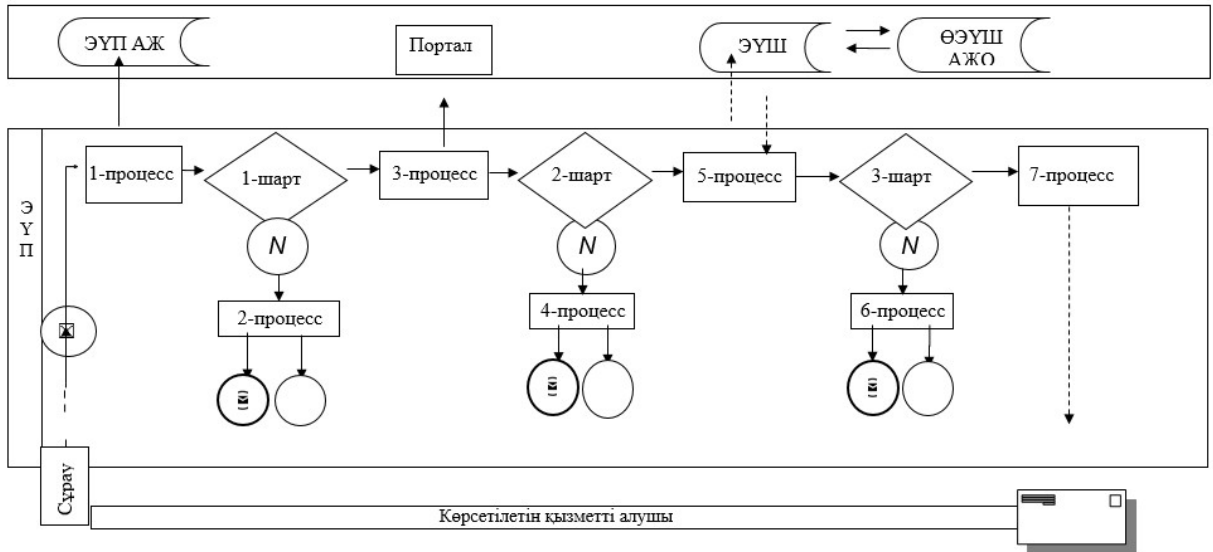 ЭҮП АЖ
Портал
ЭҮШ
ӨЭҮШ
АЖО
Э
Ү
П
1-процесс
1-шарт
3-процесс
2-шарт
5-процесс
3-шарт
7-процесс
N
N
N
2-процесс
4-процесс
6-процесс
Сұрау
Көрсетілетін қызметті алушы